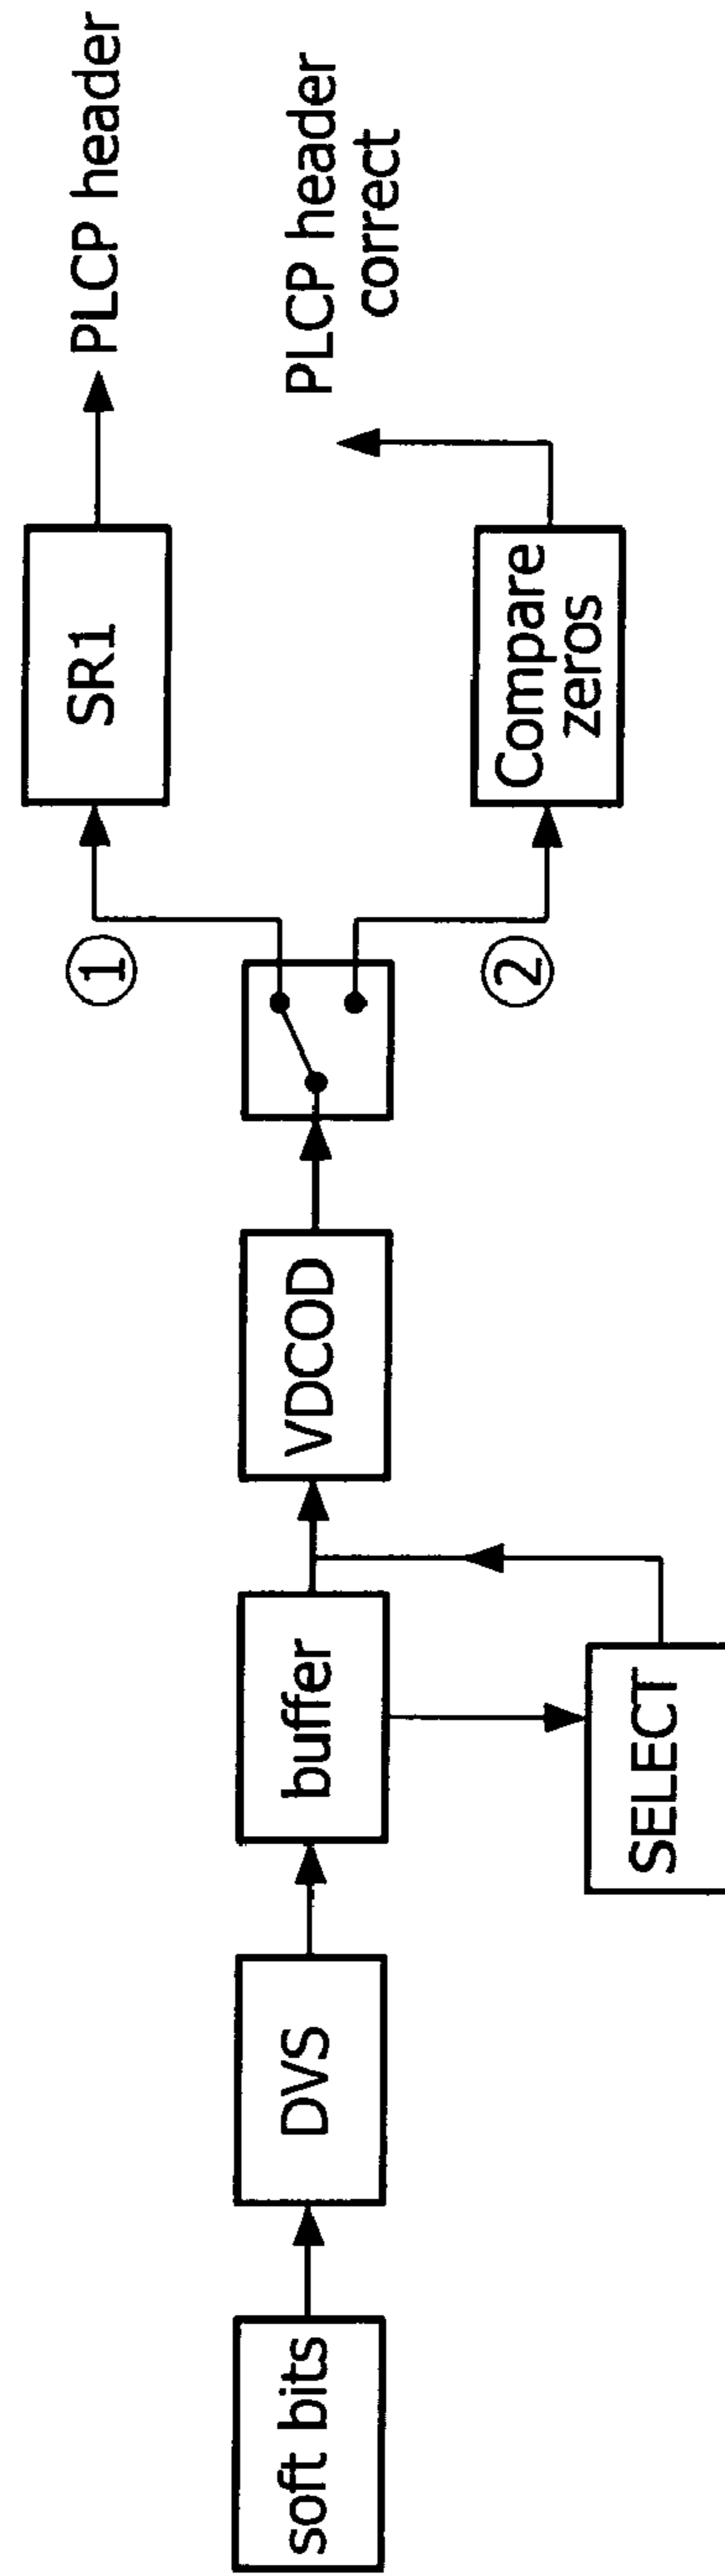 soft bits
DVS
buffer
SELECT
VDCOD
1
2
SR1
Compare
zeros
PLCP header
PLCP header
correct